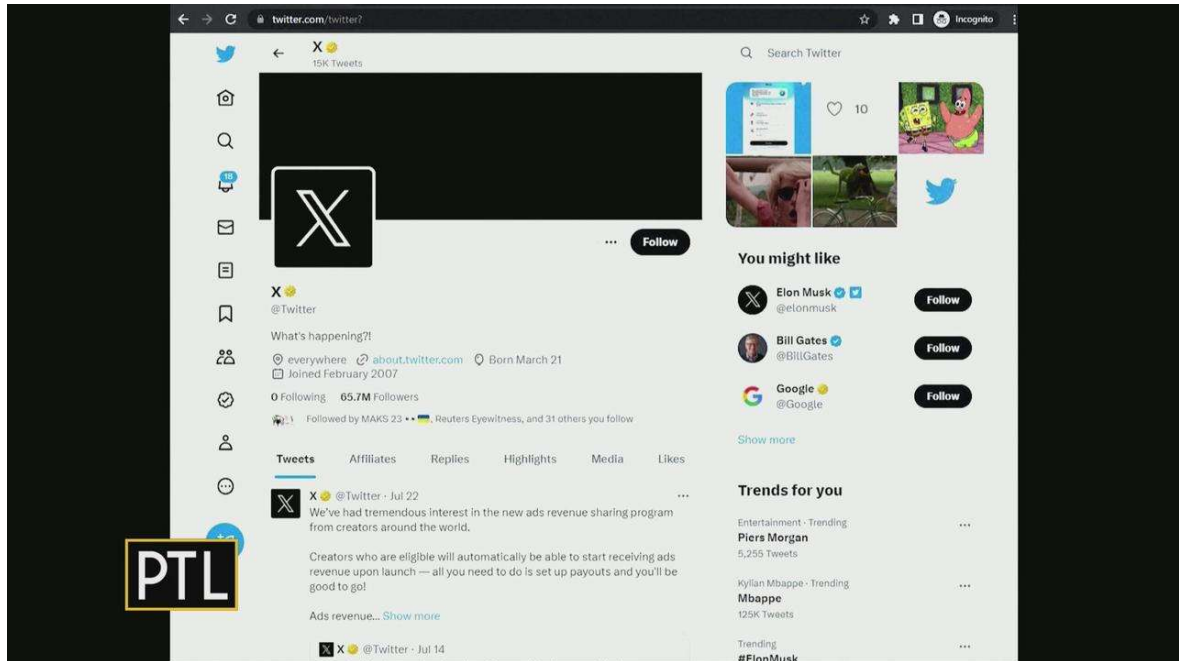 twitter.com/twitter?
Incognito
X
15K Tweets
Search Twitter
10
18
Follow
X
@Twitter
What's happening?!
everywhere about.twitter.com Born March 21
Joined February 2007
0 Following 65.7M Followers
Followed by MAKS 23, Reuters Eyewitness, and 31 others you follow
Tweets Affiliates Replies Highlights Media Likes
X @Twitter · Jul 22
We've had tremendous interest in the new ads revenue sharing program
from creators around the world.
Creators who are eligible will automatically be able to start receiving ads
revenue upon launch — all you need to do is set up payouts and you'll be
good to go!
Ads revenue... Show more
X @Twitter · Jul 14
You might like
Elon Musk
@elonmusk
Follow
Bill Gates
@BillGates
Follow
Google
@Google
Follow
Show more
Trends for you
Entertainment · Trending
Piers Morgan
5,255 Tweets
Kylian Mbappe · Trending
Mbappe
125K Tweets
Trending
#ElonMusk
PTL